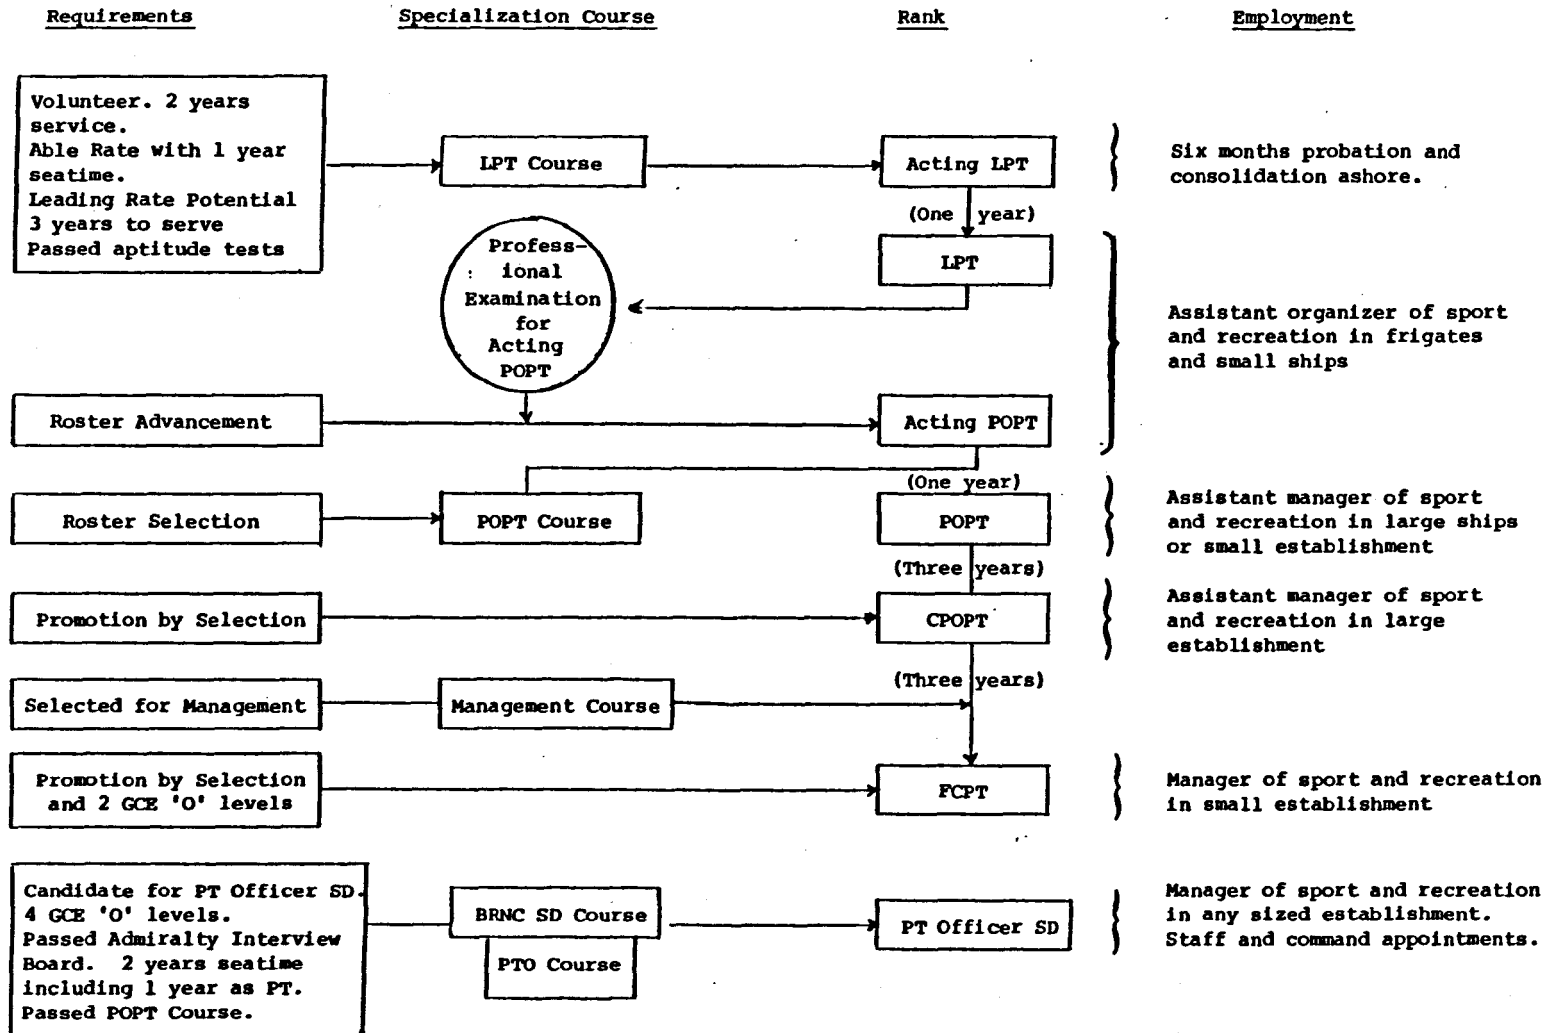 Requirements Specialization Course Rank Employment
Volunteer. 2 years
service.
Able Rate with 1 year
seatime.
Leading Rate Potential
3 years to serve
Passed aptitude tests
LPT Course
Acting LPT
Six months probation and
consolidation ashore.
(One year)
LPT
Profess-
ional
Examination
for
Acting
POPT
Assistant organizer of sport
and recreation in frigates
and small ships
Roster Advancement
Acting POPT
(One year)
Roster Selection
POPT Course
POPT
Assistant manager of sport
and recreation in large ships
or small establishment
(Three years)
Promotion by Selection
CPOPT
Assistant manager of sport
and recreation in large
establishment
(Three years)
Selected for Management
Management Course
Promotion by Selection
and 2 GCE 'O' levels
FCPT
Manager of sport and recreation
in small establishment
Candidate for PT Officer SD.
4 GCE 'O' levels.
Passed Admiralty Interview
Board. 2 years seatime
including 1 year as PT.
Passed POPT Course.
BRNC SD Course
PTO Course
PT Officer SD
Manager of sport and recreation
in any sized establishment.
Staff and command appointments.